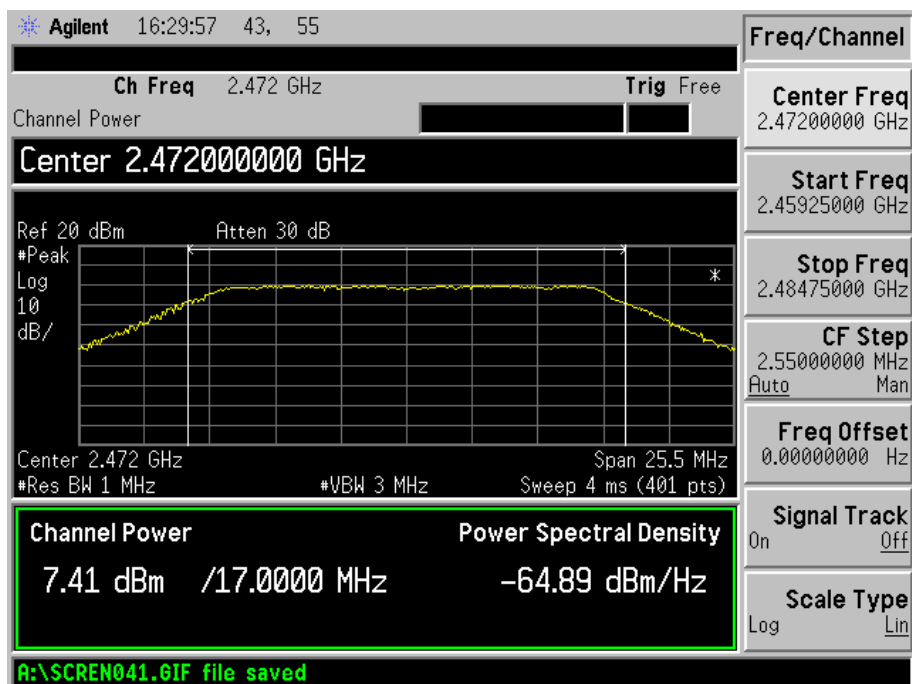 Agilent 16:29:57 43, 55
Ch Freq 2.472 GHz Trig Free
Channel Power
Center 2.472000000 GHz
Ref 20 dBm Atten 30 dB
#Peak
Log
10
dB/
*
Center 2.472 GHz Span 25.5 MHz
#Res BW 1 MHz #VBW 3 MHz Sweep 4 ms (401 pts)
Channel Power Power Spectral Density
7.41 dBm /17.0000 MHz -64.89 dBm/Hz
A:\SCREN041.GIF file saved
Freq/Channel
Center Freq
2.47200000 GHz
Start Freq
2.45925000 GHz
Stop Freq
2.48475000 GHz
CF Step
2.55000000 MHz
Auto Man
Freq Offset
0.00000000 Hz
Signal Track
On Off
Scale Type
Log Lin